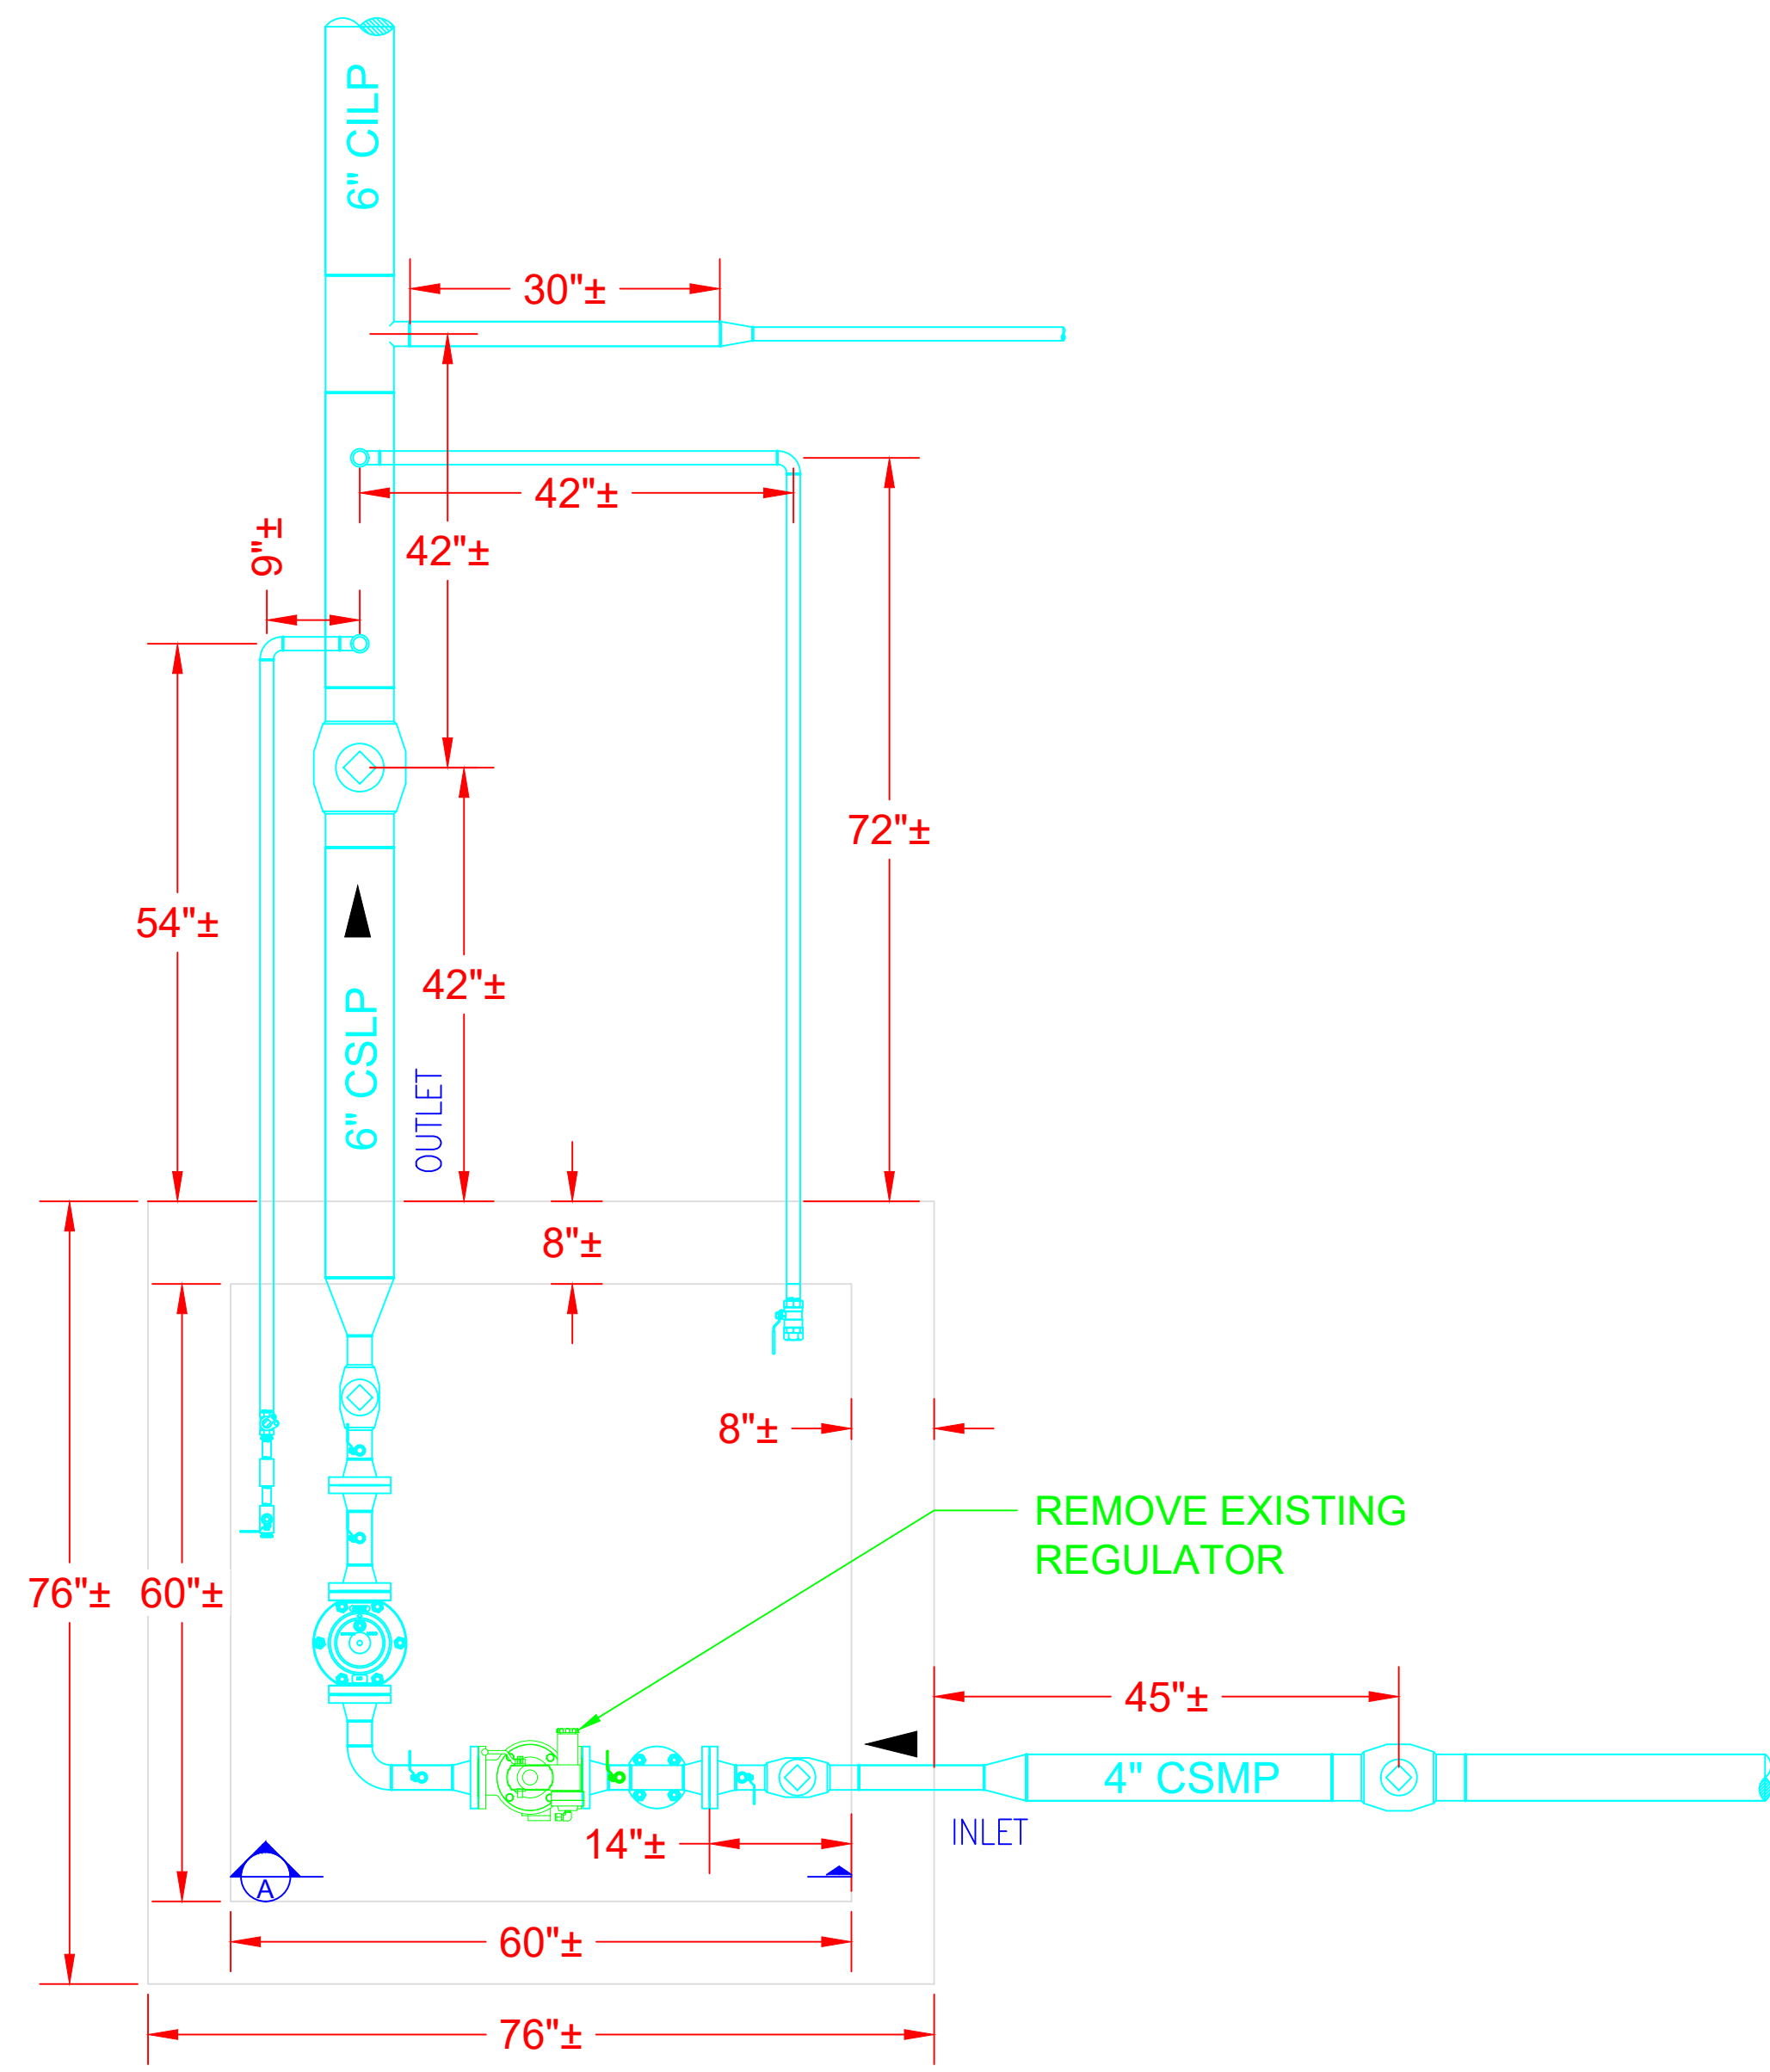 6" CILP
30"±
42"±
9"±
42"±
72"±
54"±
42"±
6" CSLP
OUTLET
8"±
8"±
REMOVE EXISTING
REGULATOR
76"±
60"±
45"±
4" CSMP
INLET
14"±
A
60"±
76"±